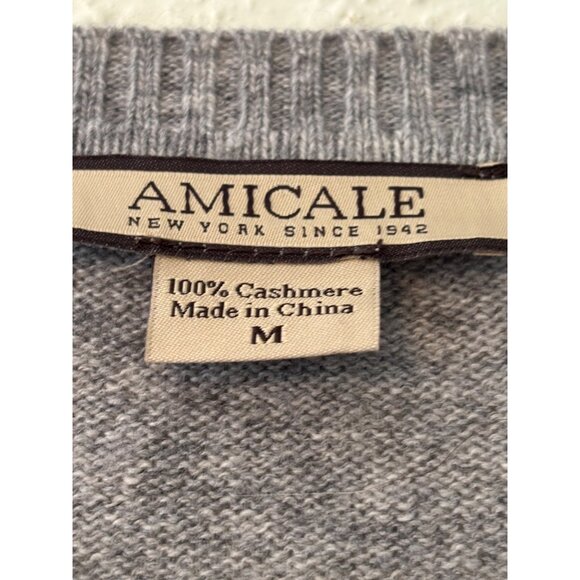 AMICALE
NEW YORK SINCE 1942
100% Cashmere
Made in China
M